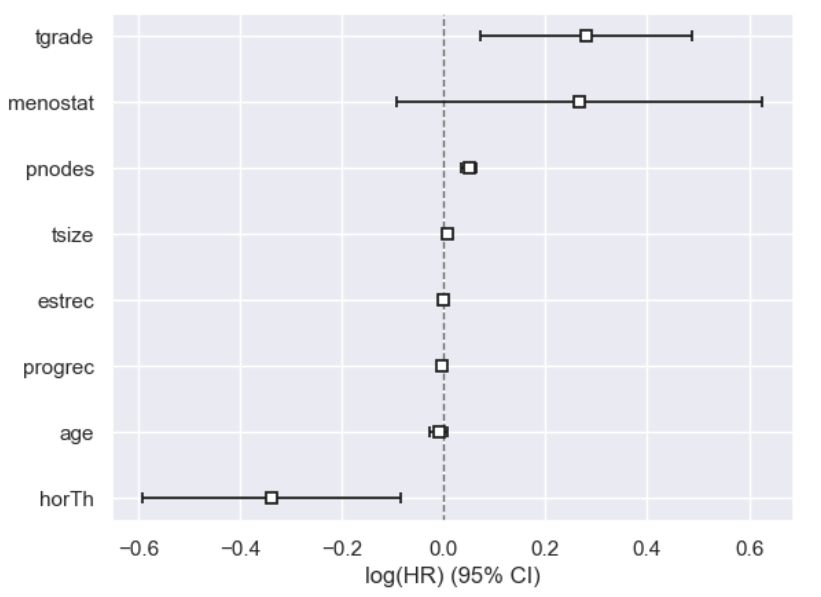 tgrade
menostat
pnodes
tsize
estrec
progrec
age
horTh
−0.6 −0.4 −0.2 0.0 0.2 0.4 0.6
log(HR) (95% CI)